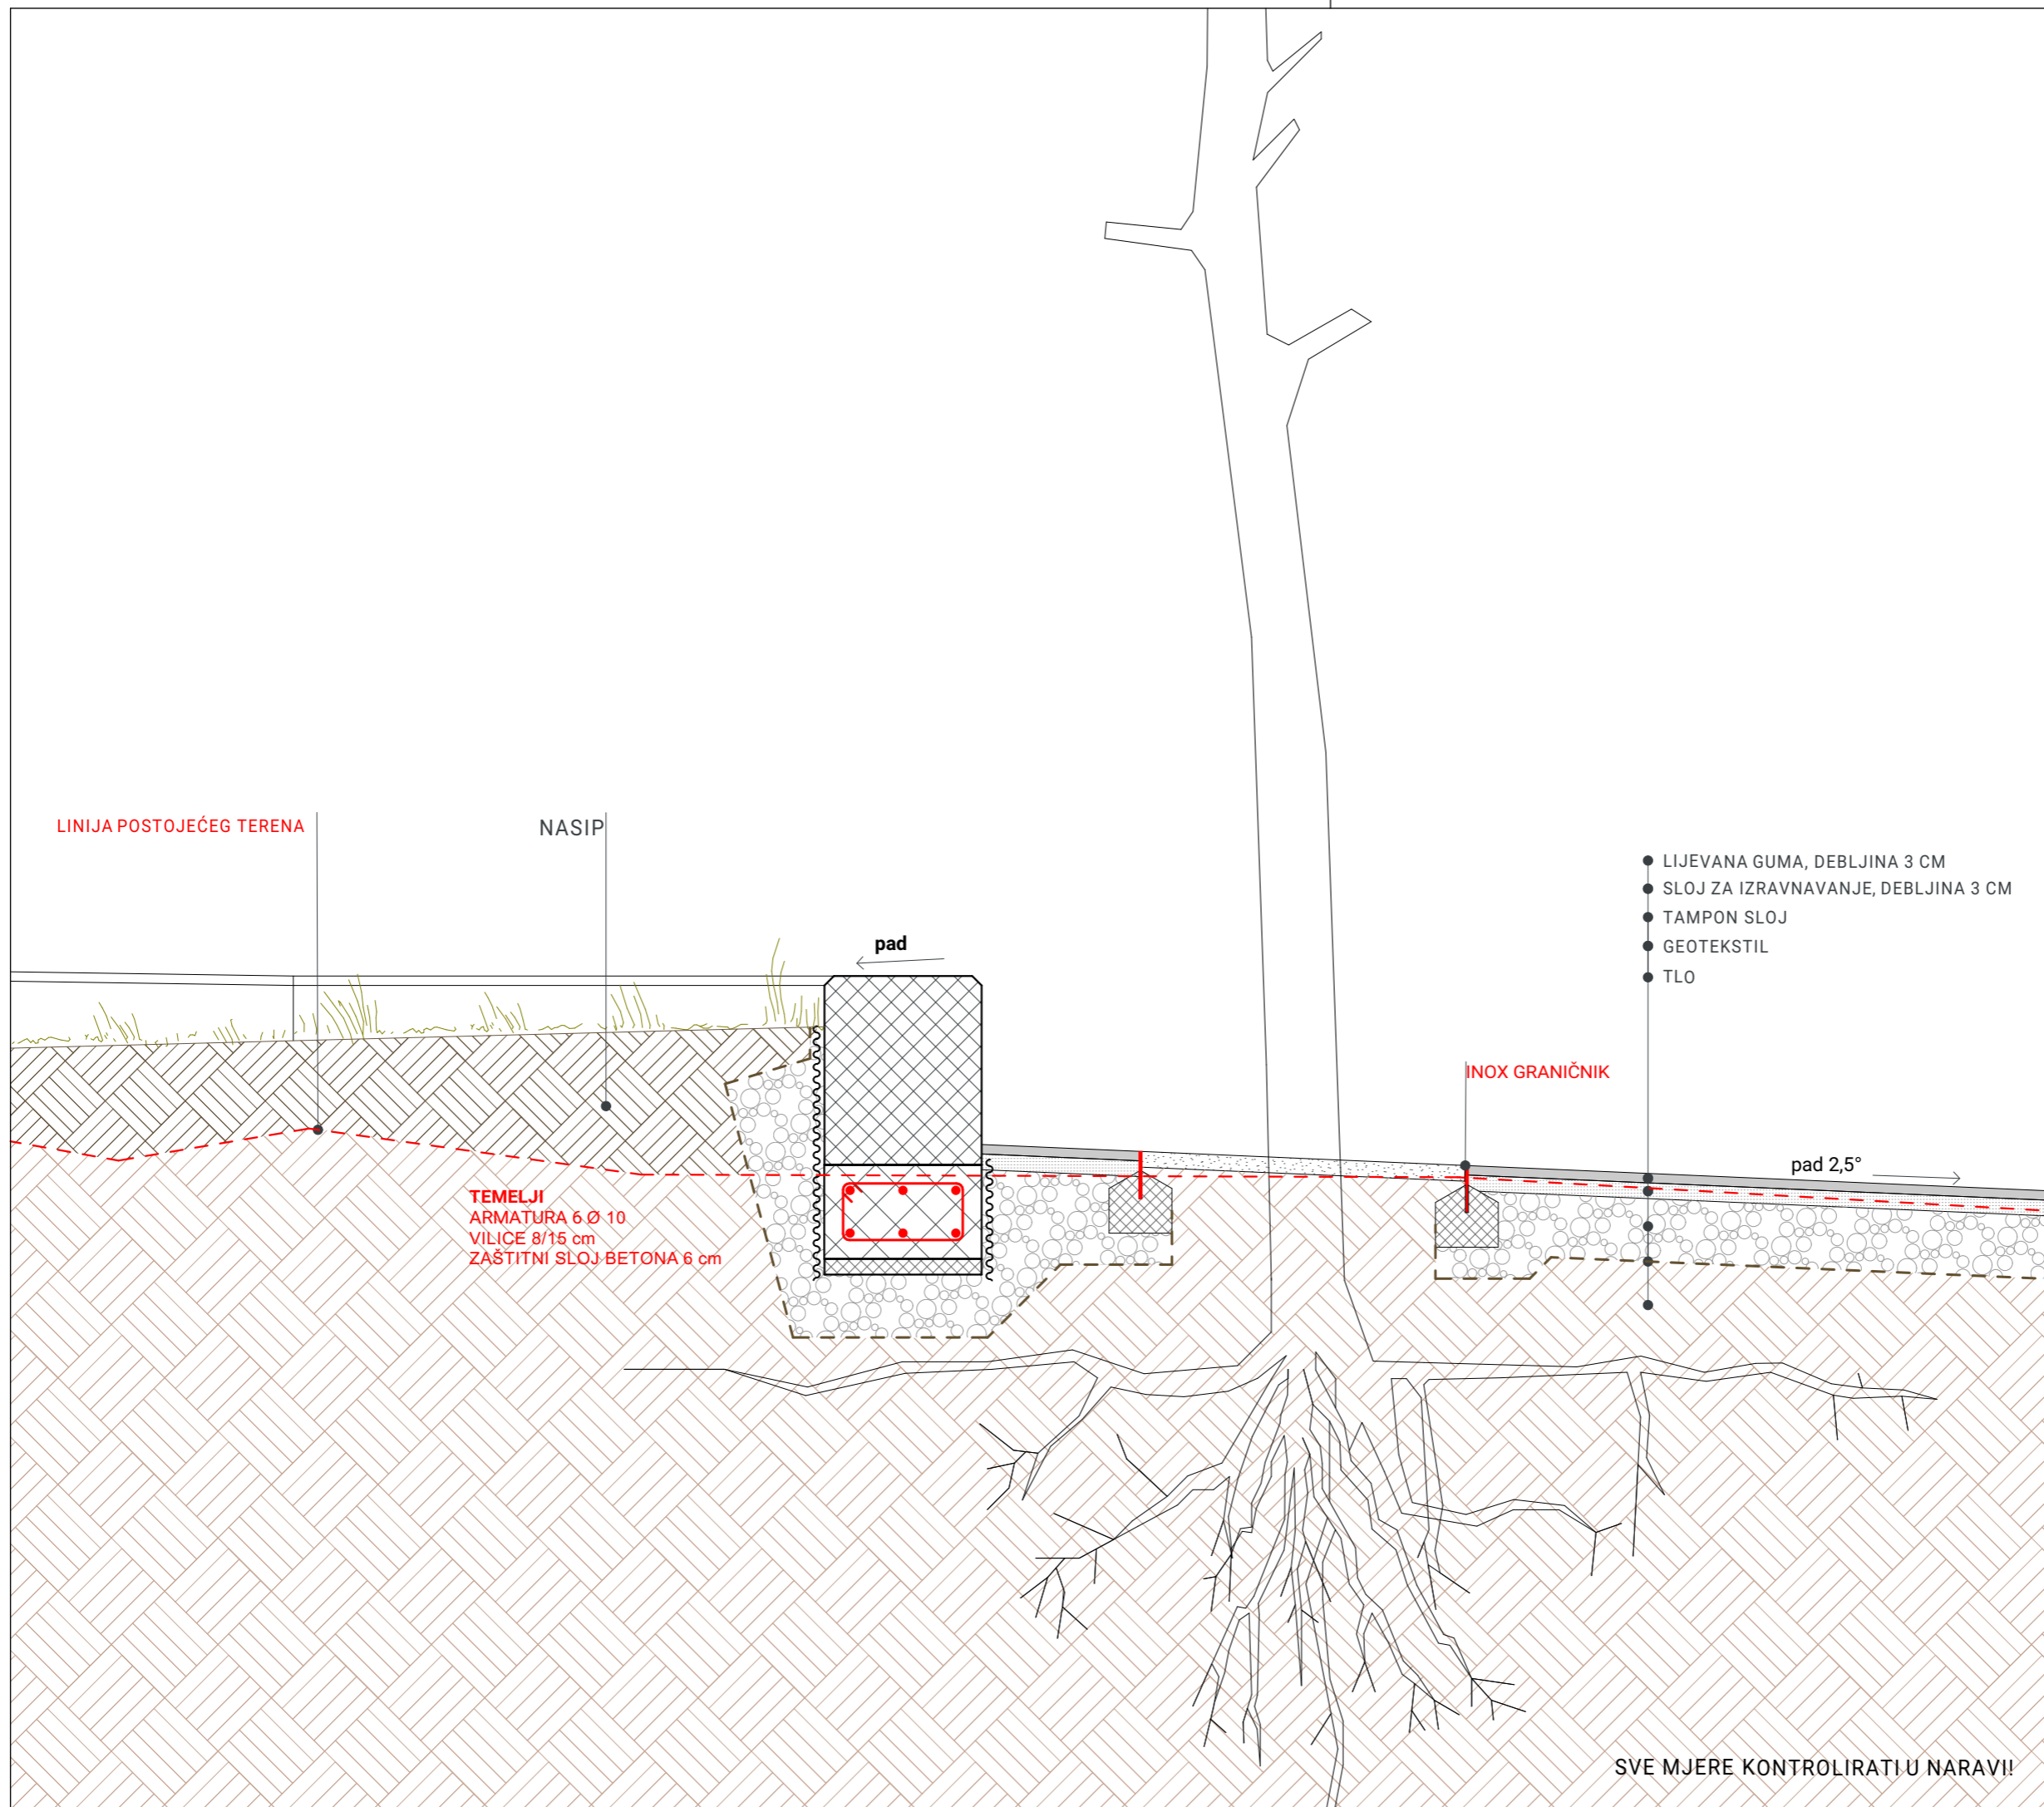 LINIJA POSTOJEĆEG TERENA
NASIP
LIJEVANA GUMA, DEBLJINA 3 CM
SLOJ ZA IZRAVNAVANJE, DEBLJINA 3 CM
TAMPON SLOJ
GEOTEKSTIL
TLO
pad
INOX GRANIČNIK
pad 2,5°
TEMELJI
ARMATURA 6 Ø 10
VILICE 8/15 cm
ZAŠTITNI SLOJ BETONA 6 cm
SVE MJERE KONTROLIRATI U NARAVI!